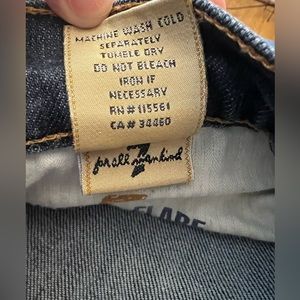 MACHINE WASH COLD
SEPARATELY
TUMBLE DRY
DO NOT BLEACH
IRON IF
NECESSARY
RN# 115561
CA# 34460
7
for all mankind
FLARE